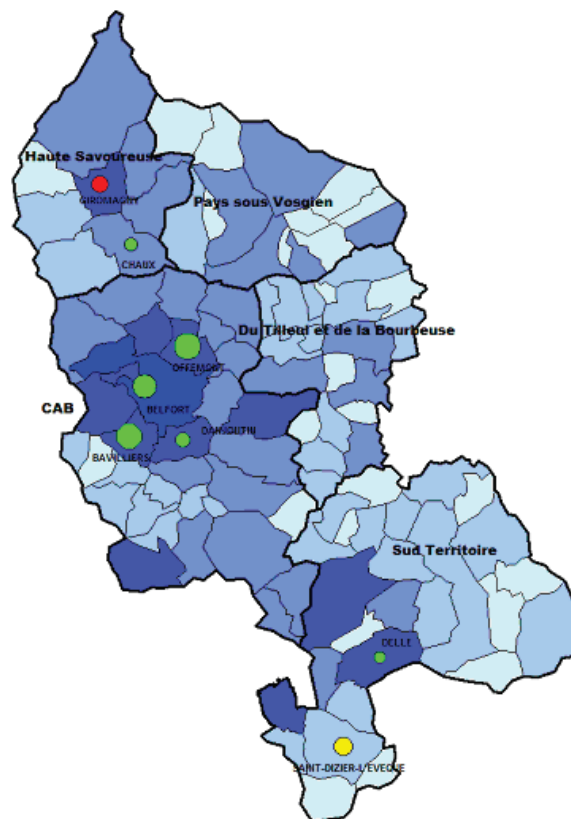 Haute Savoureuse
GIROMAGNY
Pays sous Vosgien
CHAUX
Du Tilleul et de la Bourbeuse
OFFEMONT
CAB
BELFORT
DANJOUTIN
BAVILLIERS
Sud Territoire
DELLE
SAINT-DIZIER-L'EVEQUE